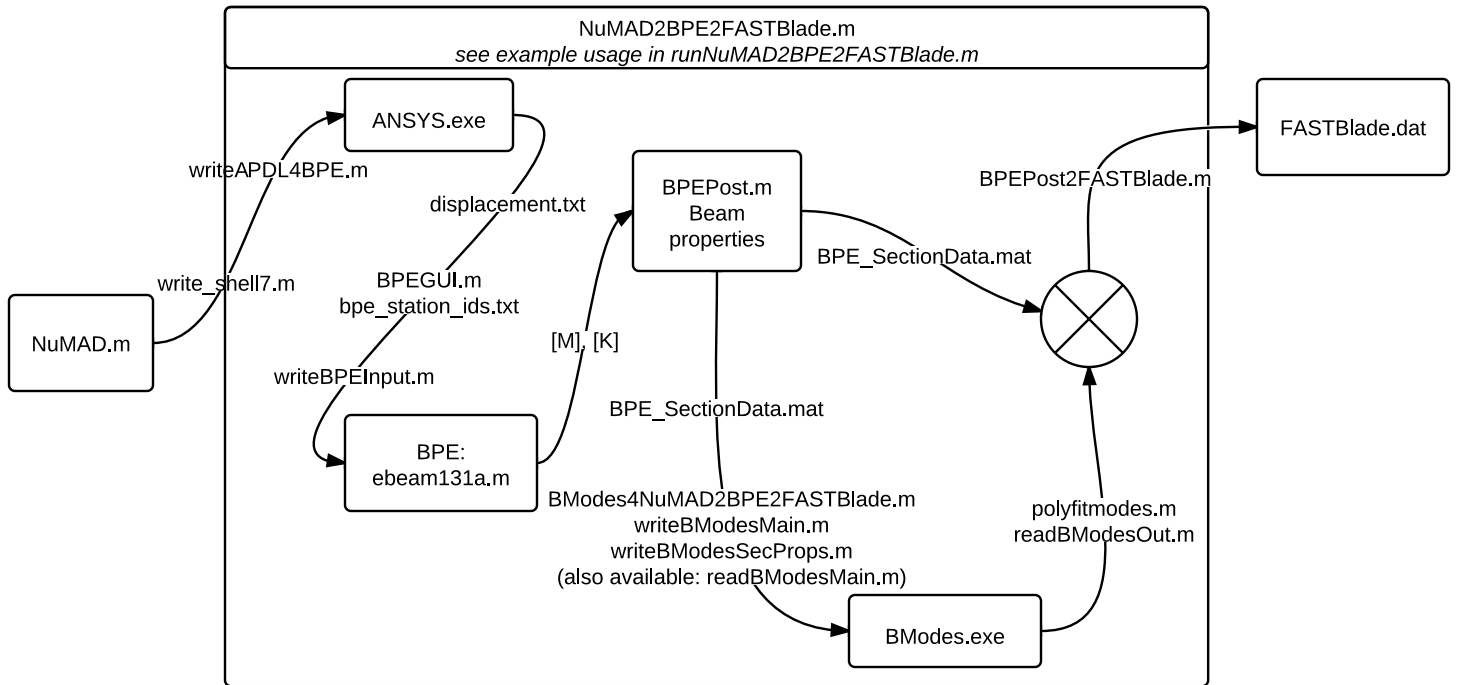 NuMAD2BPE2FASTBlade.m
see example usage in runNuMAD2BPE2FASTBlade.m
ANSYS.exe
FASTBlade.dat
writeAPDL4BPE.m
BPEPost.m
Beam
properties
BPEPost2FASTBlade.m
displacement.txt
BPE_SectionData.mat
write_shell7.m
BPEGUI.m
bpe_station_ids.txt
NuMAD.m
[M], [K]
writeBPEInput.m
BPE_SectionData.mat
BPE:
ebeam131a.m
BModes4NuMAD2BPE2FASTBlade.m
writeBModesMain.m
writeBModesSecProps.m
(also available: readBModesMain.m)
polyfitmodes.m
readBModesOut.m
BModes.exe